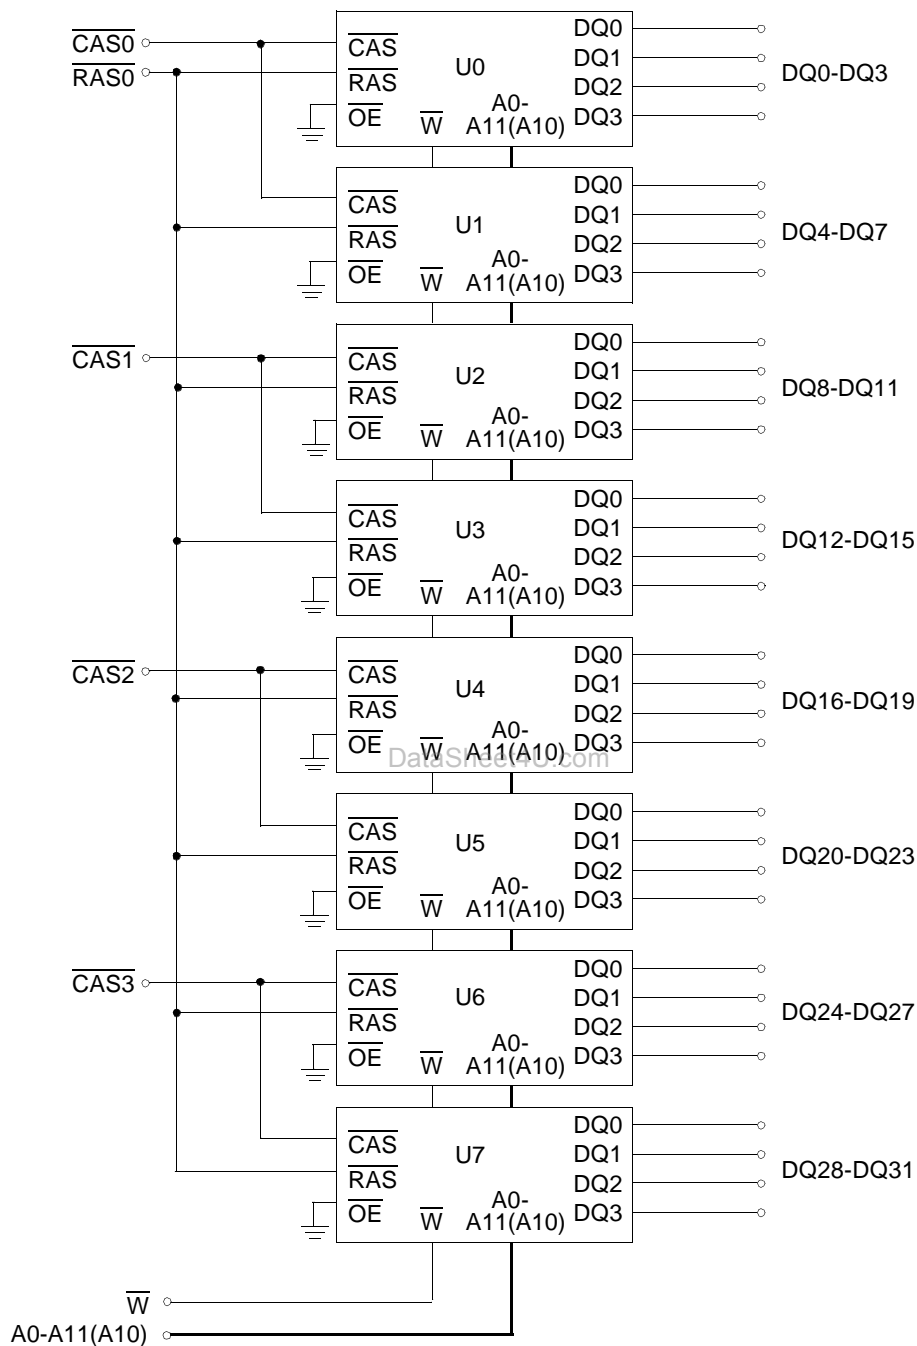 CAS0
RAS0
CAS
RAS
OE
U0
W
A0-
A11(A10)
DQ0
DQ1
DQ2
DQ3
DQ0-DQ3
CAS
RAS
OE
U1
W
A0-
A11(A10)
DQ0
DQ1
DQ2
DQ3
DQ4-DQ7
CAS1
CAS
RAS
OE
U2
W
A0-
A11(A10)
DQ0
DQ1
DQ2
DQ3
DQ8-DQ11
CAS
RAS
OE
U3
W
A0-
A11(A10)
DQ0
DQ1
DQ2
DQ3
DQ12-DQ15
CAS2
CAS
RAS
OE
U4
W
A0-
A11(A10)
DQ0
DQ1
DQ2
DQ3
DQ16-DQ19
DataSheet4U.com
CAS
RAS
OE
U5
W
A0-
A11(A10)
DQ0
DQ1
DQ2
DQ3
DQ20-DQ23
CAS3
CAS
RAS
OE
U6
W
A0-
A11(A10)
DQ0
DQ1
DQ2
DQ3
DQ24-DQ27
CAS
RAS
OE
U7
W
A0-
A11(A10)
DQ0
DQ1
DQ2
DQ3
DQ28-DQ31
W
A0-A11(A10)